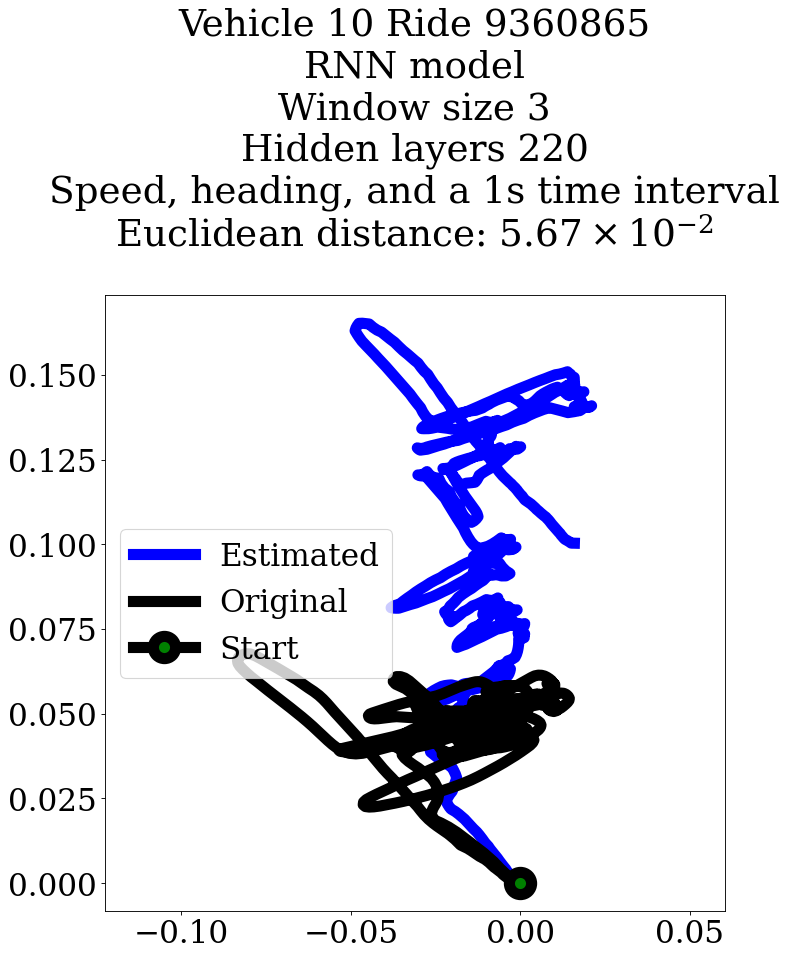 Vehicle 10 Ride 9360865
RNN model
Window size 3
Hidden layers 220
Speed, heading, and a 1s time interval
Euclidean distance: 5.67 × 10⁻²
0.150
0.125
0.100
0.075
0.050
0.025
0.000
Estimated
Original
Start
−0.10 −0.05 0.00 0.05